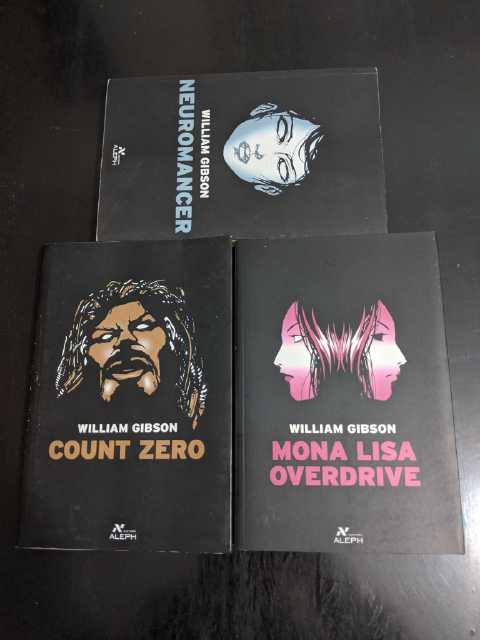 WILLIAM GIBSON
NEUROMANCER
ALEPH
WILLIAM GIBSON
COUNT ZERO
ALEPH
WILLIAM GIBSON
MONA LISA
OVERDRIVE
ALEPH